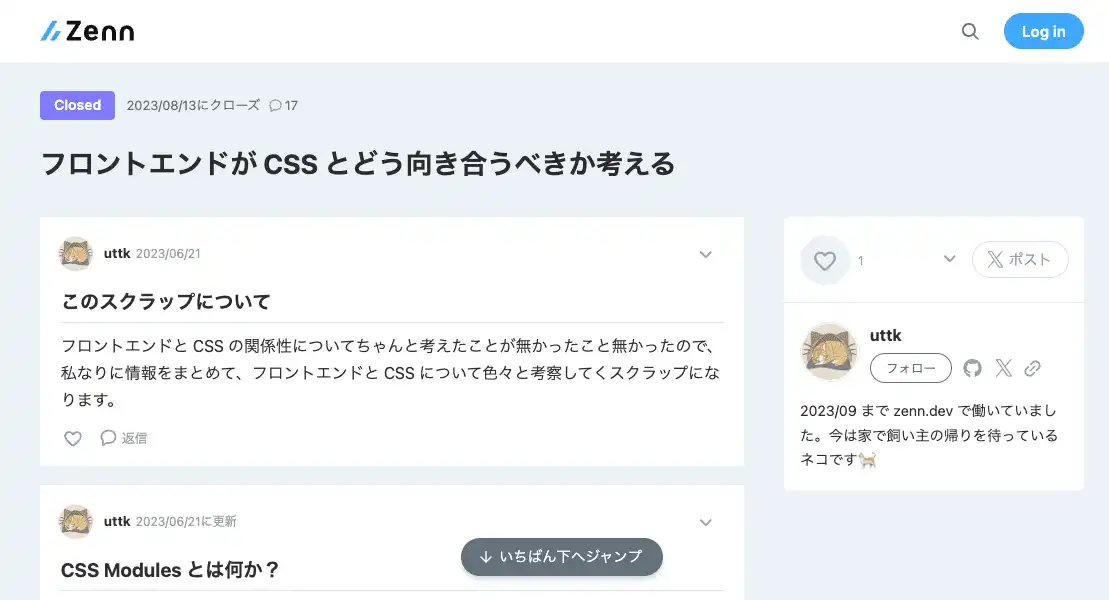 Zenn
Log in
Closed 2023/08/13にクローズ 17
フロントエンドが CSS とどう向き合うべきか考える
uttk 2023/06/21
このスクラップについて
フロントエンドと CSS の関係性についてちゃんと考えたことが無かったこと無かったので、
私なりに情報をまとめて、フロントエンドと CSS について色々と考察してくスクラップにな
ります。
返信
uttk 2023/06/21に更新
CSS Modules とは何か？
いちばん下へジャンプ
1
ポスト
uttk
フォロー
2023/09 まで zenn.dev で働いていまし
た。今は家で飼い主の帰りを待っている
ネコです🐈